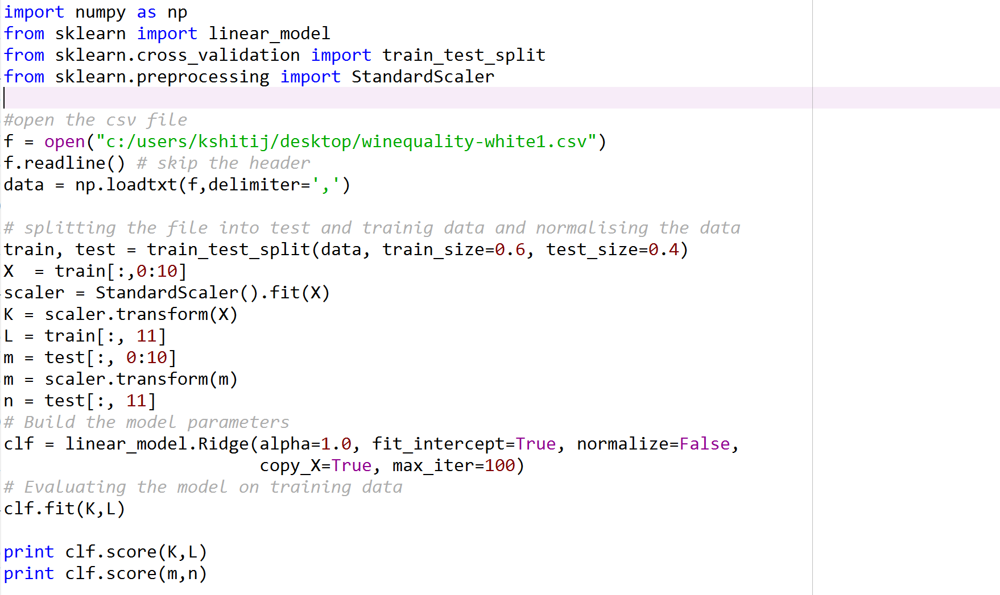 import numpy as np
from sklearn import linear_model
from sklearn.cross_validation import train_test_split
from sklearn.preprocessing import StandardScaler
#open the csv file
f = open("c:/users/kshitij/desktop/winequality-white1.csv")
f.readline() # skip the header
data = np.loadtxt(f,delimiter=',')
# splitting the file into test and trainig data and normalising the data
train, test = train_test_split(data, train_size=0.6, test_size=0.4)
X  = train[:,0:10]
scaler = StandardScaler().fit(X)
K = scaler.transform(X)
L = train[:, 11]
m = test[:, 0:10]
m = scaler.transform(m)
n = test[:, 11]
# Build the model parameters
clf = linear_model.Ridge(alpha=1.0, fit_intercept=True, normalize=False,
                         copy_X=True, max_iter=100)
# Evaluating the model on training data
clf.fit(K,L)
print clf.score(K,L)
print clf.score(m,n)